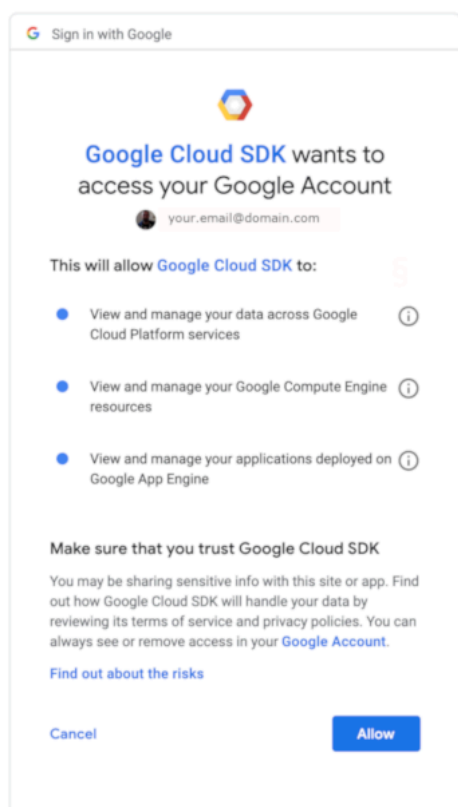 Sign in with Google
Google Cloud SDK wants to
access your Google Account
your.email@domain.com
This will allow Google Cloud SDK to:
View and manage your data across Google
Cloud Platform services
View and manage your Google Compute Engine
resources
View and manage your applications deployed on
Google App Engine
Make sure that you trust Google Cloud SDK
You may be sharing sensitive info with this site or app. Find
out how Google Cloud SDK will handle your data by
reviewing its terms of service and privacy policies. You can
always see or remove access in your Google Account.
Find out about the risks
Cancel
Allow